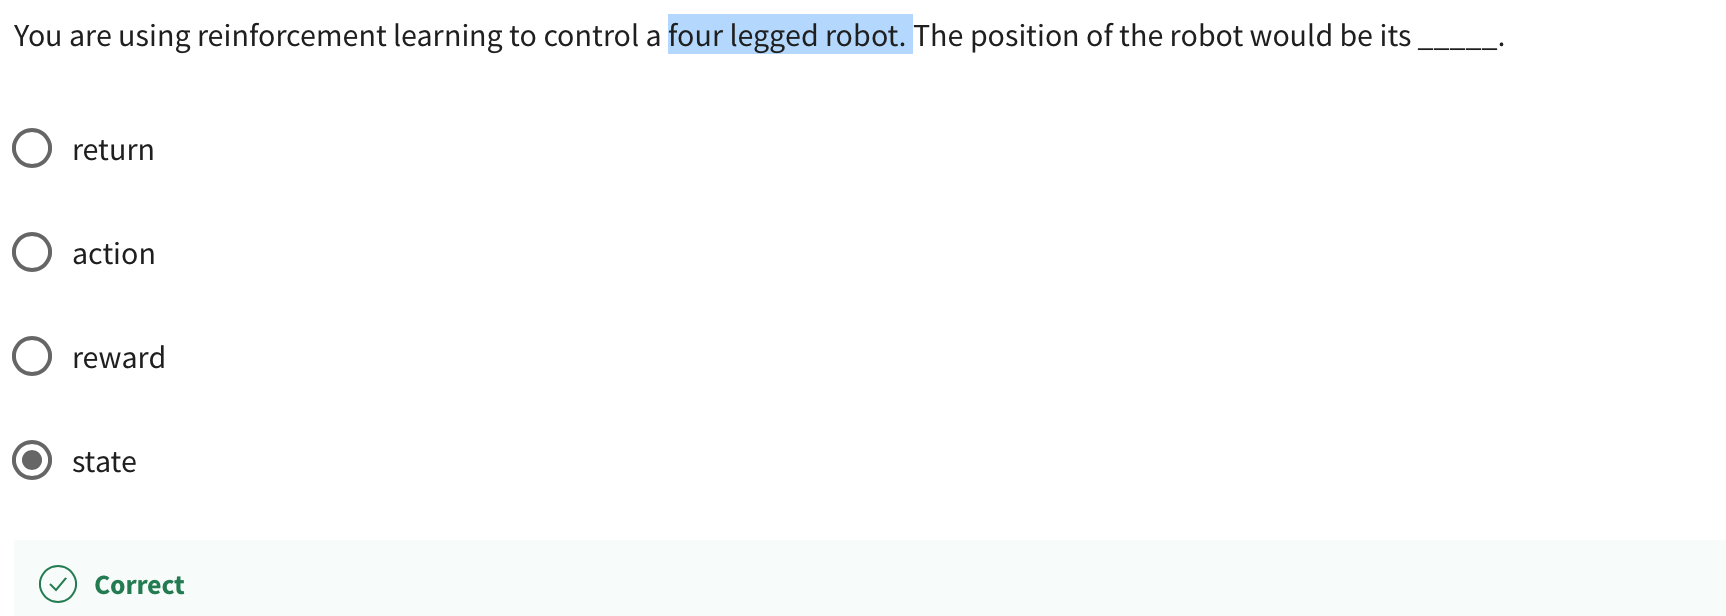 You are using reinforcement learning to control a four legged robot. The position of the robot would be its _____.
return
action
reward
state
Correct